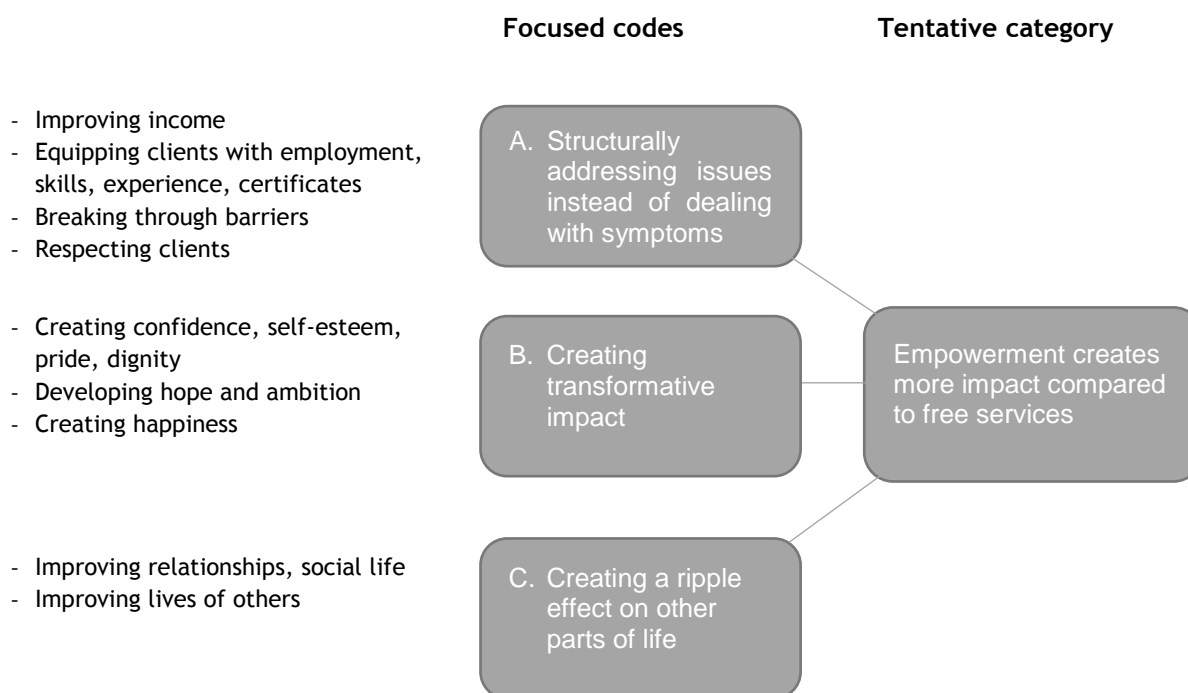 Focused codes
Tentative category
- Improving income
- Equipping clients with employment,
skills, experience, certificates
- Breaking through barriers
- Respecting clients
A. Structurally
addressing issues
instead of dealing
with symptoms
- Creating confidence, self-esteem,
pride, dignity
- Developing hope and ambition
- Creating happiness
B. Creating
transformative
impact
Empowerment creates
more impact compared
to free services
- Improving relationships, social life
- Improving lives of others
C. Creating a ripple
effect on other
parts of life